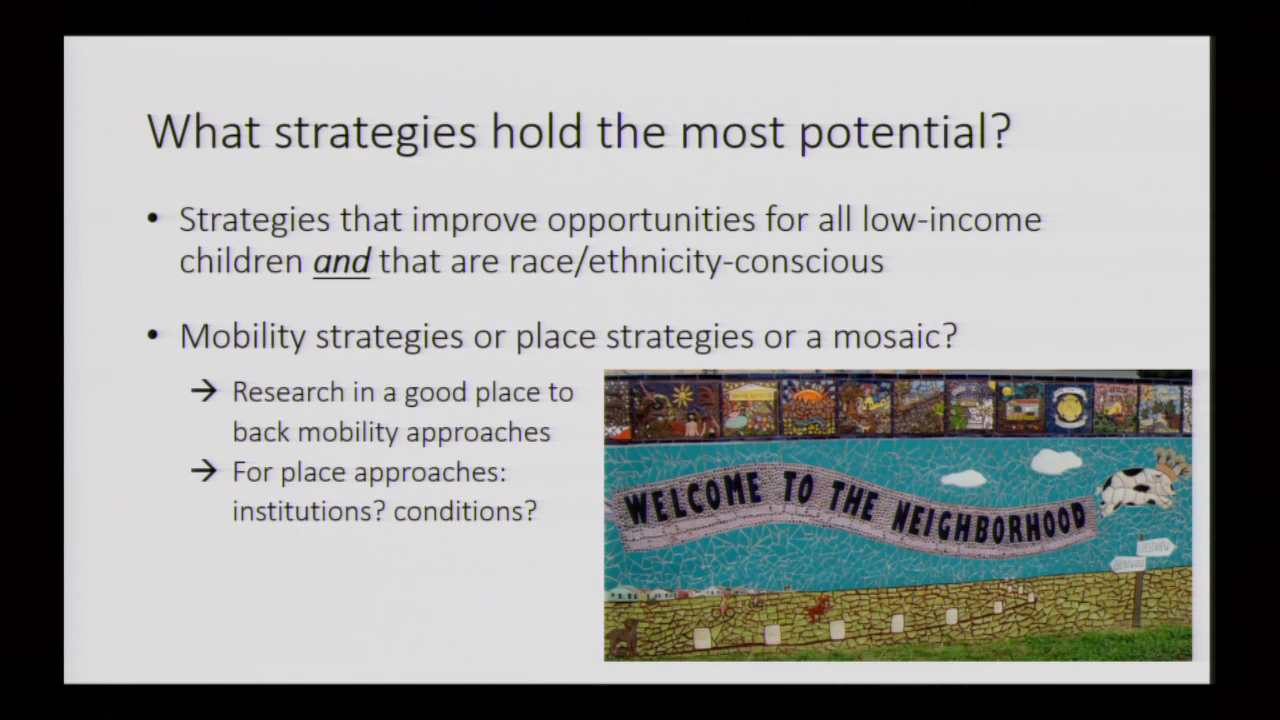 What strategies hold the most potential?
• Strategies that improve opportunities for all low-income
children and that are race/ethnicity-conscious
• Mobility strategies or place strategies or a mosaic?
→ Research in a good place to
back mobility approaches
→ For place approaches:
institutions? conditions?
WELCOME TO THE NEIGHBORHOOD